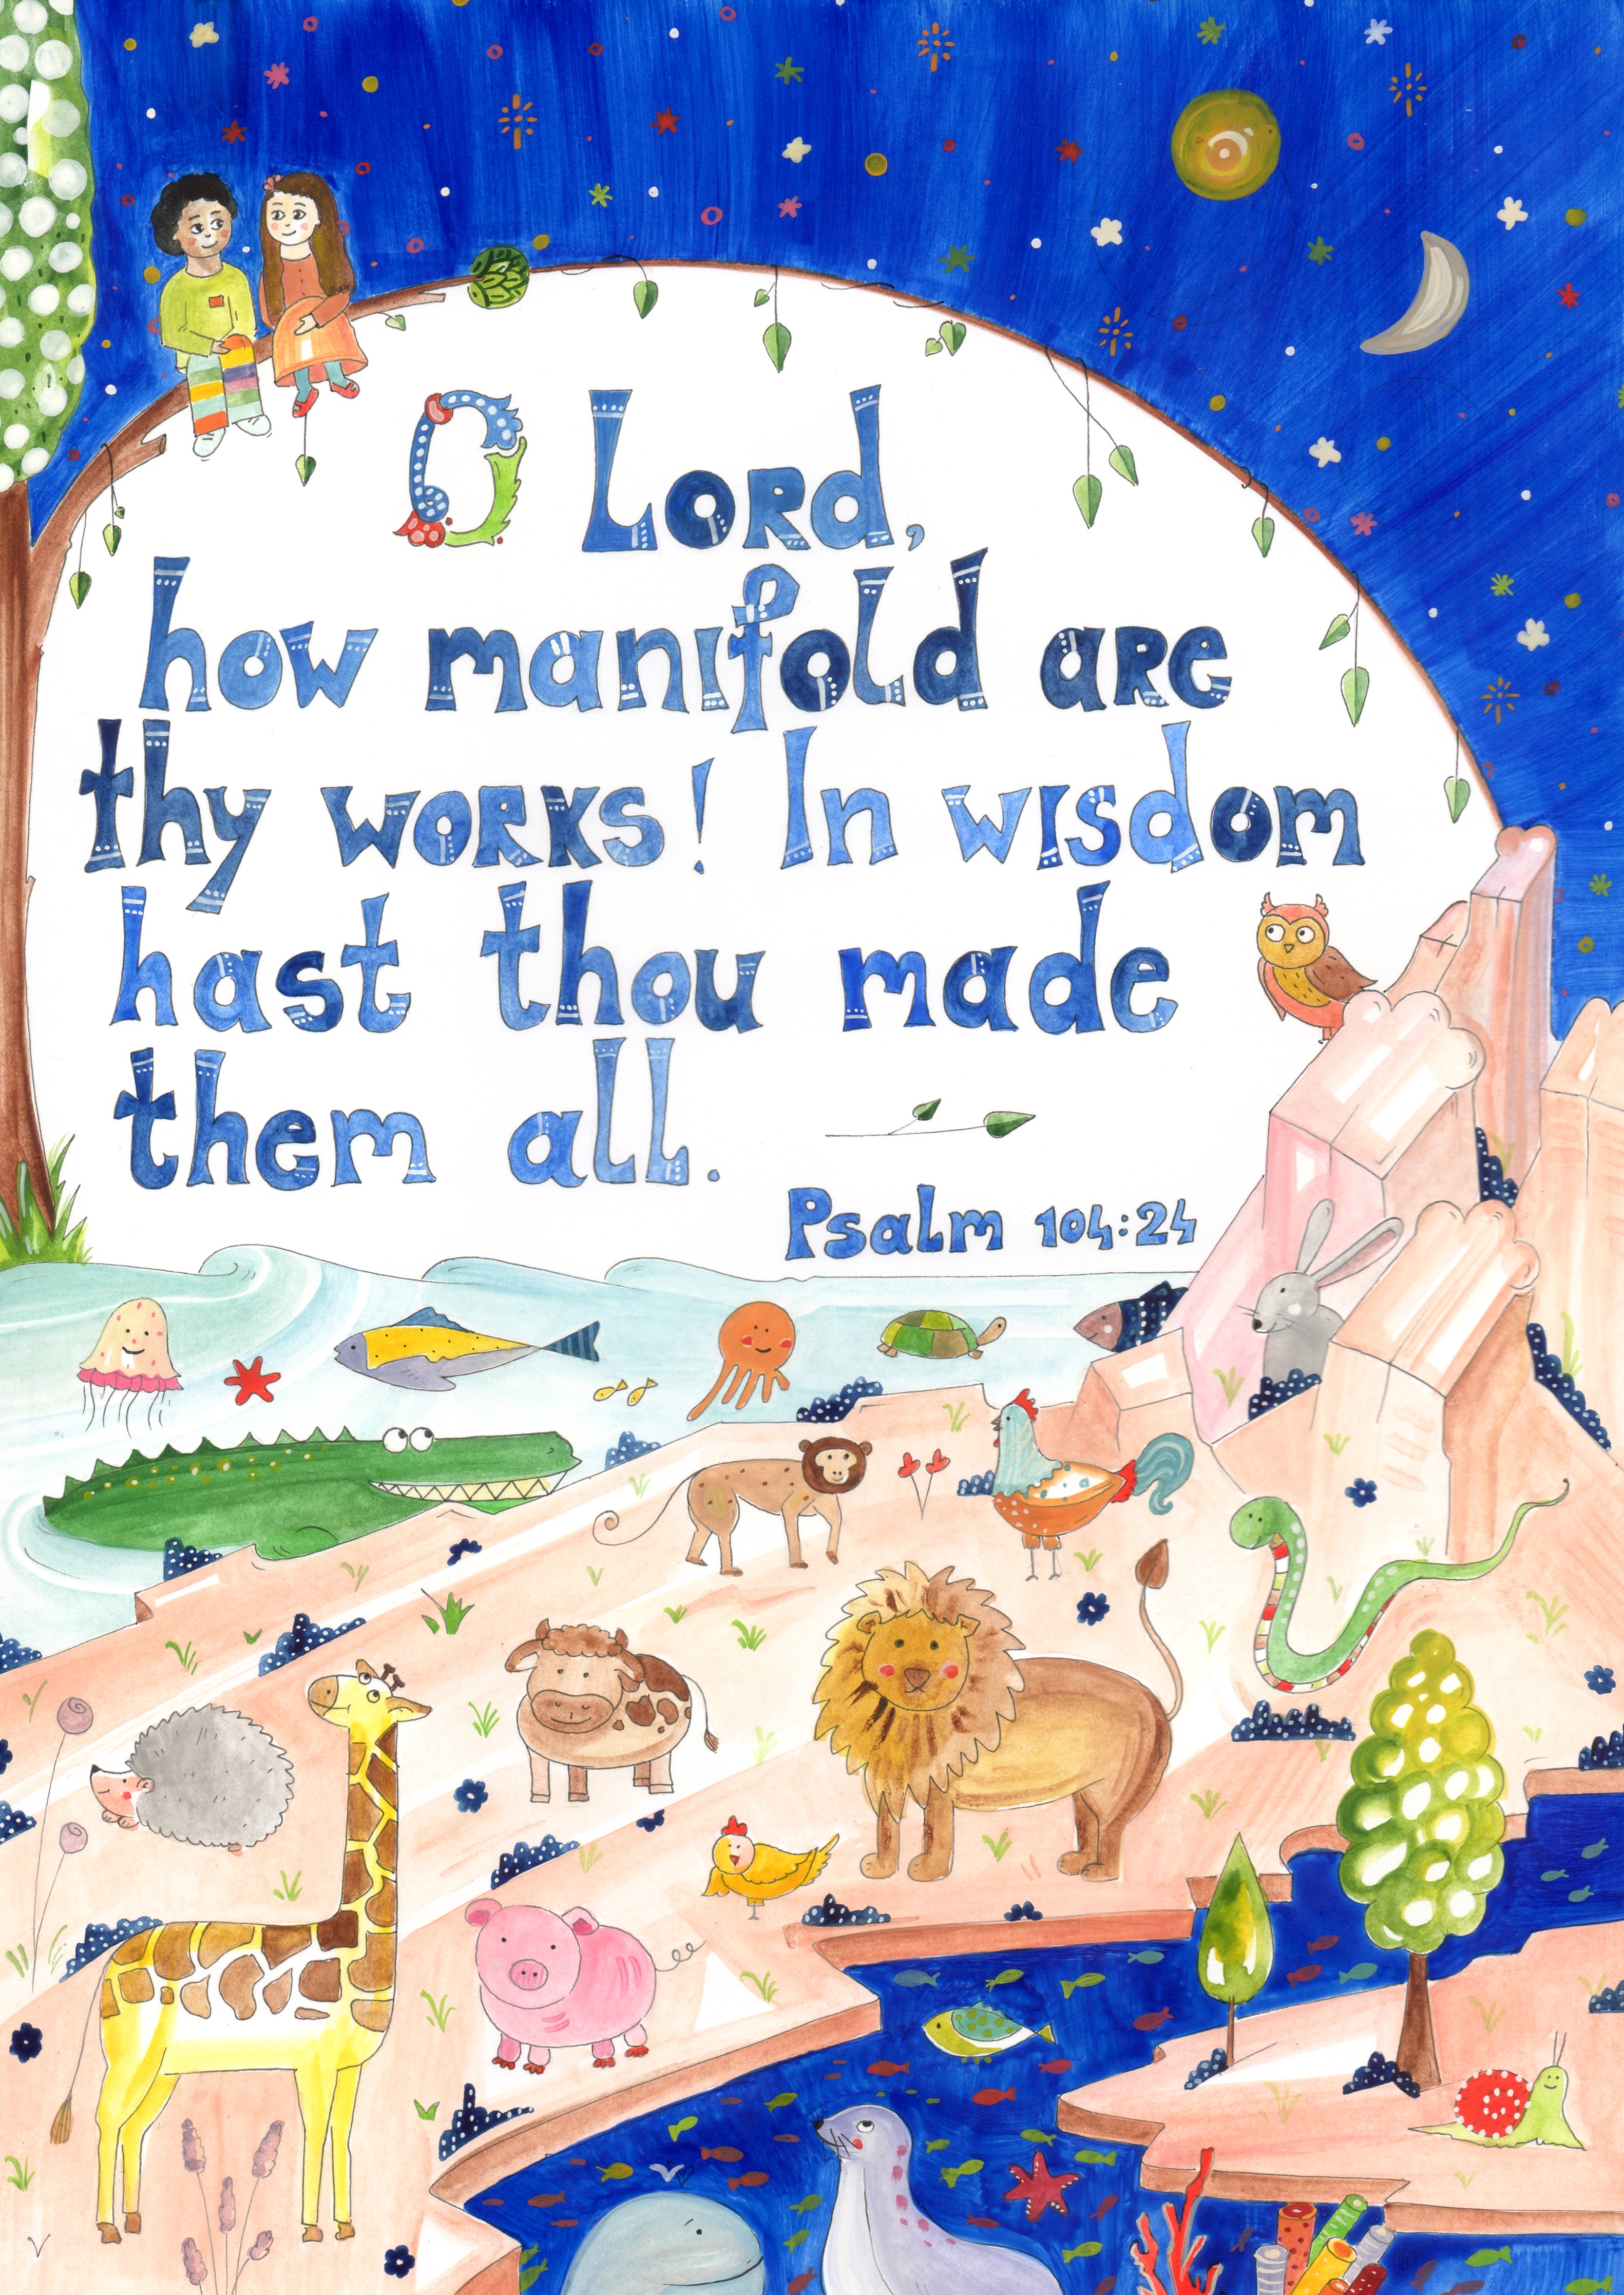 O Lord,
how manifold are
thy works! In wisdom
hast thou made
them all.
Psalm 104:24